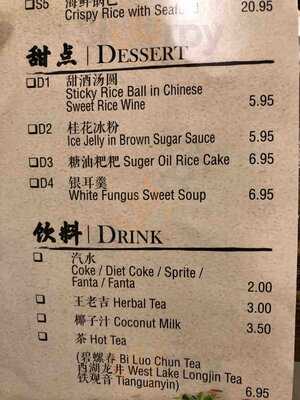 ❏S5 海鲜锅巴
Crispy Rice with Seafood 20.95
甜点 | DESSERT
❏D1 甜酒汤圆
Sticky Rice Ball in Chinese
Sweet Rice Wine 5.95
❏D2 桂花冰粉
Ice Jelly in Brown Sugar Sauce 5.95
❏D3 糖油粑粑 Suger Oil Rice Cake 6.95
❏D4 银耳羹
White Fungus Sweet Soup 6.95
饮料 | DRINK
❏ 汽水
Coke / Diet Coke / Sprite /
Fanta / Fanta 2.00
❏ 王老吉 Herbal Tea 3.00
❏ 椰子汁 Coconut Milk 3.50
❏ 茶 Hot Tea
(碧螺春 Bi Luo Chun Tea
西湖龙井 West Lake Longjin Tea
铁观音 Tianguanyin) 6.95